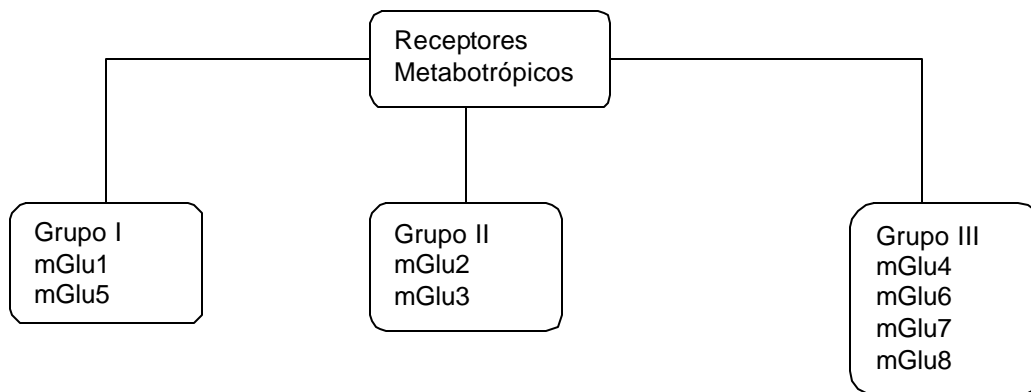 Receptores
Metabotrópicos
Grupo I
mGlu1
mGlu5
Grupo II
mGlu2
mGlu3
Grupo III
mGlu4
mGlu6
mGlu7
mGlu8